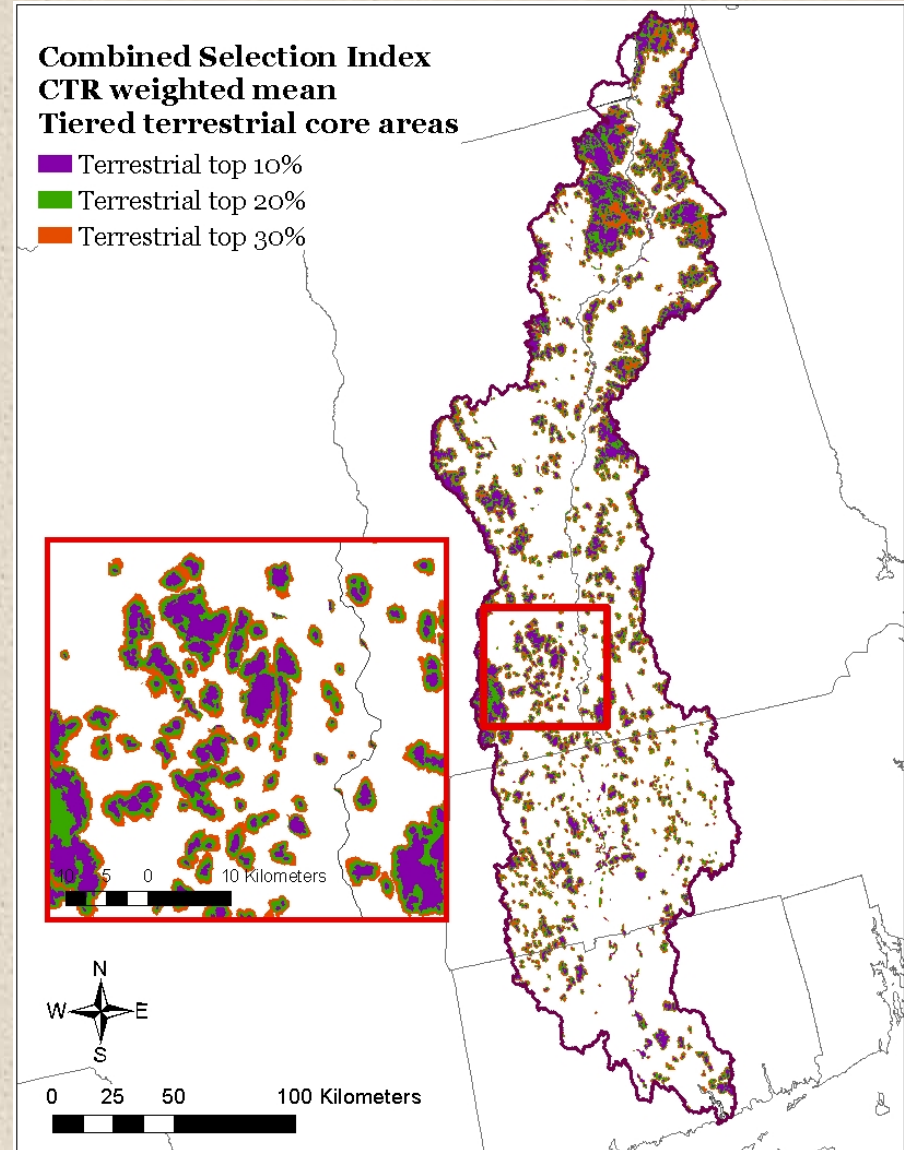 Combined Selection Index
CTR weighted mean
Tiered terrestrial core areas
Terrestrial top 10%
Terrestrial top 20%
Terrestrial top 30%
10 5 0 10 Kilometers
N
W E
S
0 25 50 100 Kilometers